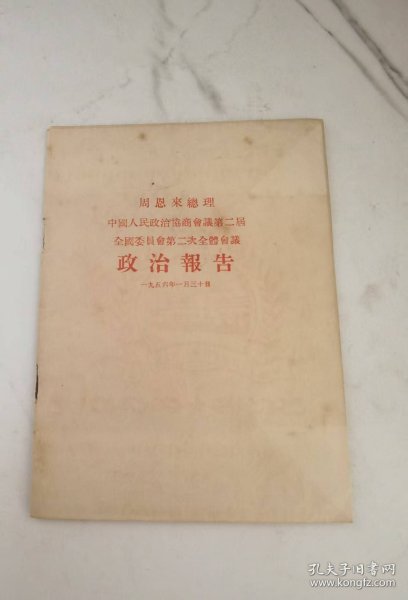 周恩來總理
中國人民政治協商會議第二屆
全國委員會第二次全體會議
政治報告
一九五六年一月三十日
孔夫子旧书网
www.kongfz.com